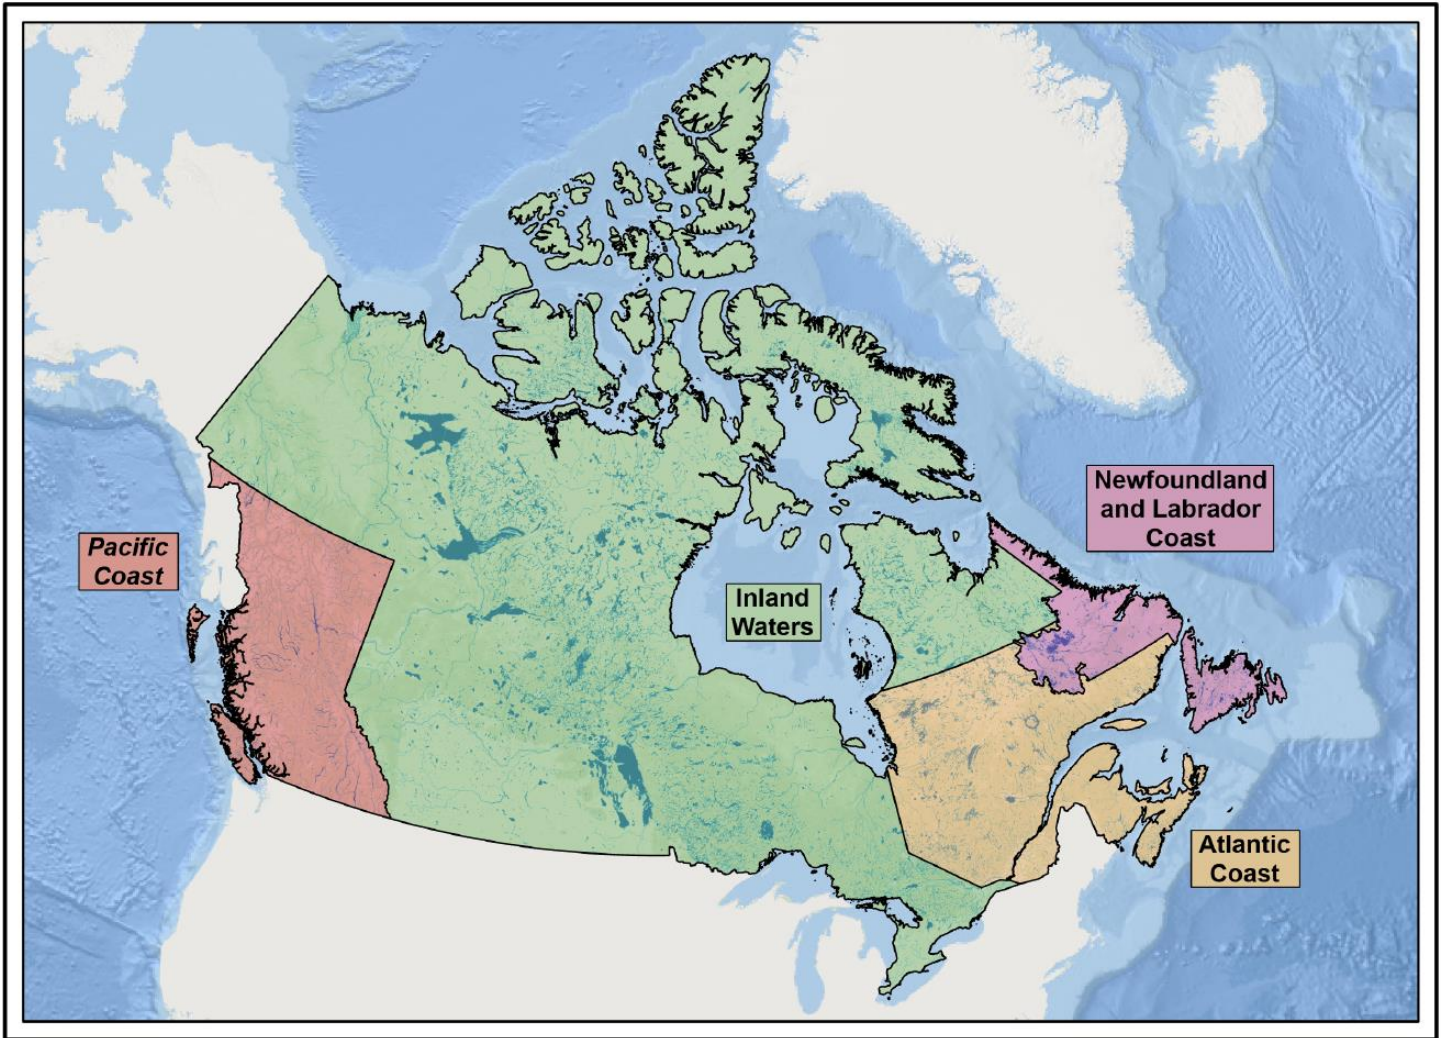 Newfoundland
and Labrador
Coast
Pacific
Coast
Inland
Waters
Atlantic
Coast